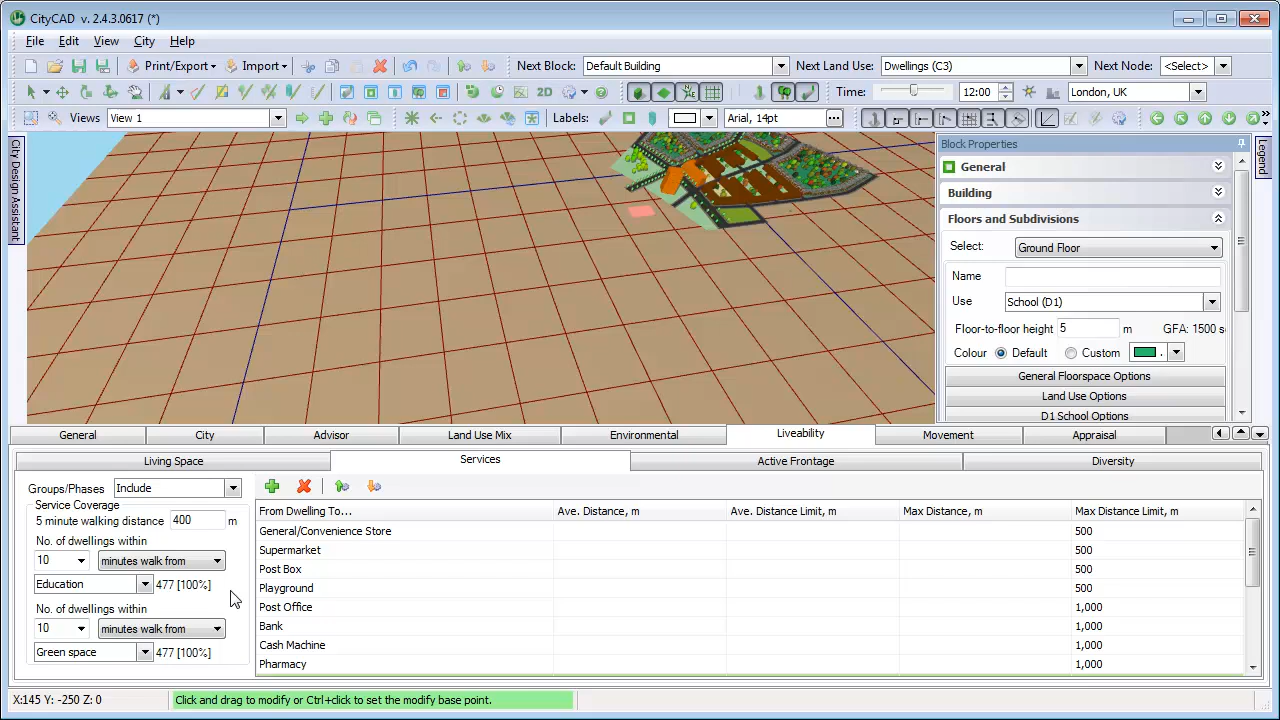 CityCAD v. 2.4.3.0617 (*)
File Edit View City Help
Print/Export Import Next Block: Default Building Next Land Use: Dwellings (C3) Next Node: <Select>
2D Time: 12:00 London, UK
Views View 1 Labels: Arial, 14pt ...
City Design Assistant
Legend
Block Properties
General
Building
Floors and Subdivisions
Select: Ground Floor
Name
Use School (D1)
Floor-to-floor height 5 m GFA: 1500 s
Colour Default Custom
General Floorspace Options
Land Use Options
D1 School Options
General City Advisor Land Use Mix Environmental Liveability Movement Appraisal
Living Space Services Active Frontage Diversity
Groups/Phases Include
Service Coverage
5 minute walking distance 400 m
No. of dwellings within
10 minutes walk from
Education 477 [100%]
No. of dwellings within
10 minutes walk from
Green space 477 [100%]
From Dwelling To... Ave. Distance, m Ave. Distance Limit, m Max Distance, m Max Distance Limit, m
General/Convenience Store 500
Supermarket 500
Post Box 500
Playground 500
Post Office 1,000
Bank 1,000
Cash Machine 1,000
Pharmacy 1,000
X:145 Y: -250 Z: 0 Click and drag to modify or Ctrl+click to set the modify base point.